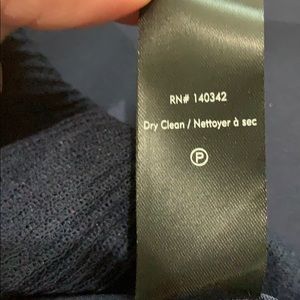 RN# 140342
Dry Clean / Nettoyer à sec
P